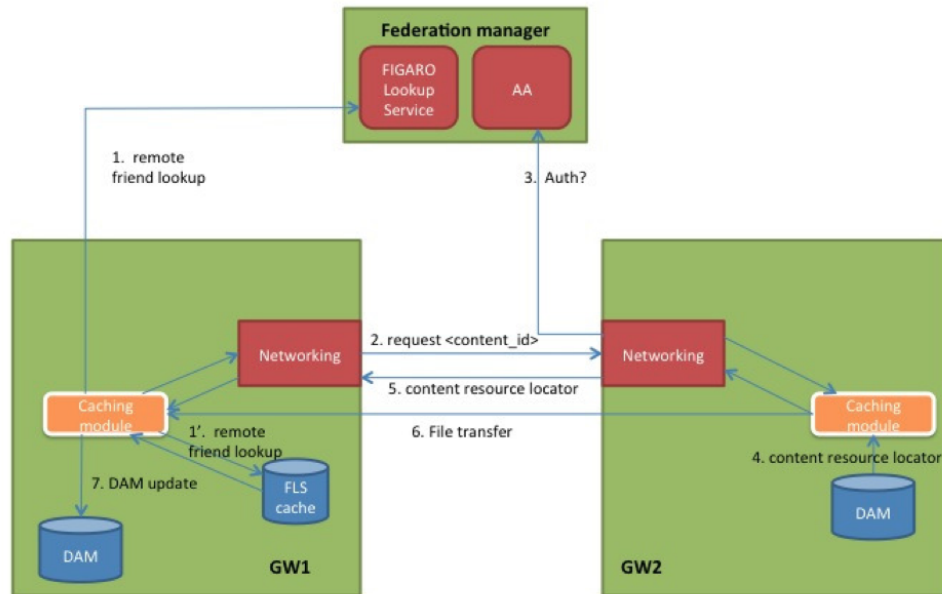 Federation manager
FIGARO
Lookup
Service
AA
1. remote
friend lookup
3. Auth?
Networking
2. request <content_id>
Networking
5. content resource locator
Caching
module
6. File transfer
Caching
module
1'. remote
friend lookup
4. content resource locator
7. DAM update
FLS
cache
DAM
DAM
GW1
GW2